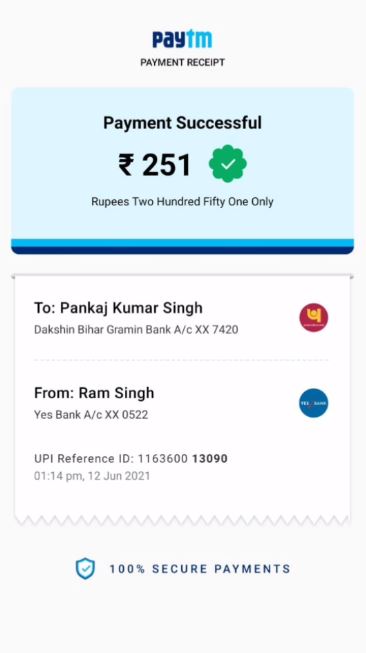 paytm
PAYMENT RECEIPT
Payment Successful
₹ 251
Rupees Two Hundred Fifty One Only
To: Pankaj Kumar Singh
Dakshin Bihar Gramin Bank A/c XX 7420
From: Ram Singh
YES BANK
Yes Bank A/c XX 0522
UPI Reference ID: 1163600 13090
01:14 pm, 12 Jun 2021
100% SECURE PAYMENTS